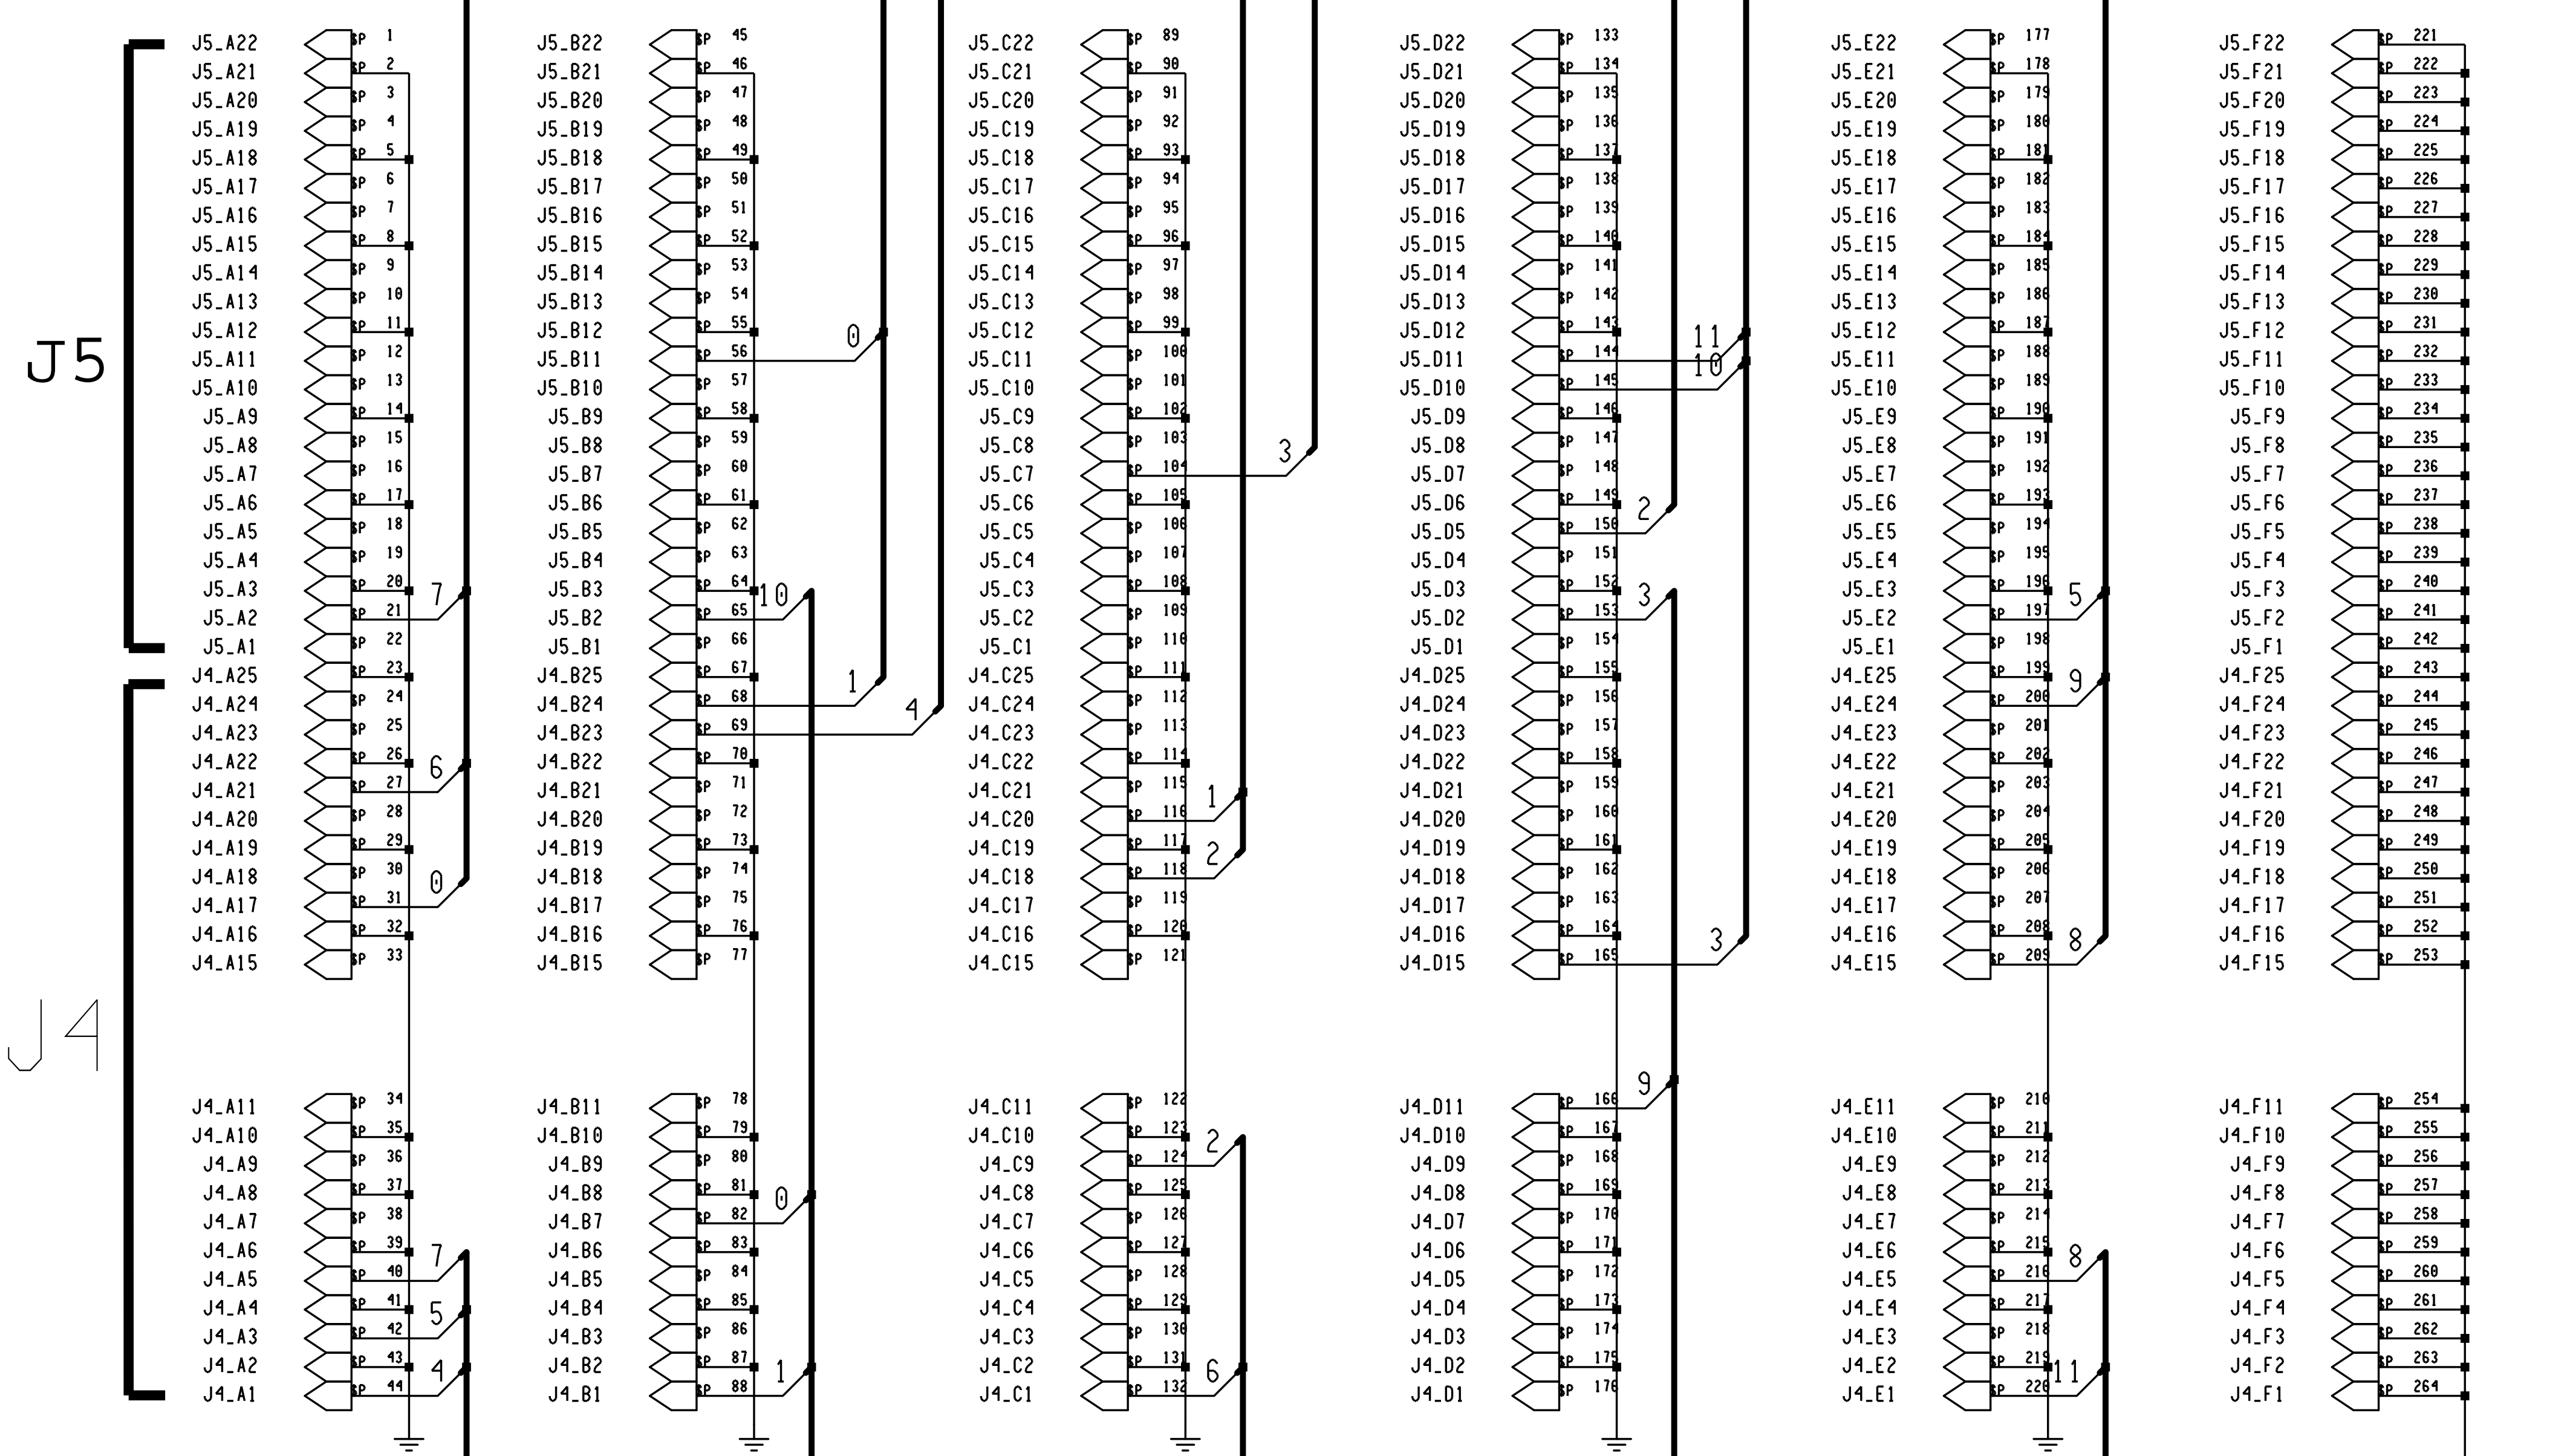 J5_A22 $P 1 J5_B22 $P 45 J5_C22 $P 89 J5_D22 $P 133 J5_E22 $P 177 J5_F22 $P 221
J5_A21 $P 2 J5_B21 $P 46 J5_C21 $P 90 J5_D21 $P 134 J5_E21 $P 178 J5_F21 $P 222
J5_A20 $P 3 J5_B20 $P 47 J5_C20 $P 91 J5_D20 $P 135 J5_E20 $P 179 J5_F20 $P 223
J5_A19 $P 4 J5_B19 $P 48 J5_C19 $P 92 J5_D19 $P 136 J5_E19 $P 180 J5_F19 $P 224
J5_A18 $P 5 J5_B18 $P 49 J5_C18 $P 93 J5_D18 $P 137 J5_E18 $P 181 J5_F18 $P 225
J5_A17 $P 6 J5_B17 $P 50 J5_C17 $P 94 J5_D17 $P 138 J5_E17 $P 182 J5_F17 $P 226
J5_A16 $P 7 J5_B16 $P 51 J5_C16 $P 95 J5_D16 $P 139 J5_E16 $P 183 J5_F16 $P 227
J5_A15 $P 8 J5_B15 $P 52 J5_C15 $P 96 J5_D15 $P 140 J5_E15 $P 184 J5_F15 $P 228
J5_A14 $P 9 J5_B14 $P 53 J5_C14 $P 97 J5_D14 $P 141 J5_E14 $P 185 J5_F14 $P 229
J5_A13 $P 10 J5_B13 $P 54 J5_C13 $P 98 J5_D13 $P 142 J5_E13 $P 186 J5_F13 $P 230
J5_A12 $P 11 J5_B12 $P 55 0 J5_C12 $P 99 J5_D12 $P 143 11 J5_E12 $P 187 J5_F12 $P 231
J5
J5_A11 $P 12 J5_B11 $P 56 J5_C11 $P 100 J5_D11 $P 144 10 J5_E11 $P 188 J5_F11 $P 232
J5_A10 $P 13 J5_B10 $P 57 J5_C10 $P 101 J5_D10 $P 145 J5_E10 $P 189 J5_F10 $P 233
J5_A9 $P 14 J5_B9 $P 58 J5_C9 $P 102 J5_D9 $P 146 J5_E9 $P 190 J5_F9 $P 234
J5_A8 $P 15 J5_B8 $P 59 J5_C8 $P 103 3 J5_D8 $P 147 J5_E8 $P 191 J5_F8 $P 235
J5_A7 $P 16 J5_B7 $P 60 J5_C7 $P 104 J5_D7 $P 148 J5_E7 $P 192 J5_F7 $P 236
J5_A6 $P 17 J5_B6 $P 61 J5_C6 $P 105 J5_D6 $P 149 2 J5_E6 $P 193 J5_F6 $P 237
J5_A5 $P 18 J5_B5 $P 62 J5_C5 $P 106 J5_D5 $P 150 J5_E5 $P 194 J5_F5 $P 238
J5_A4 $P 19 J5_B4 $P 63 J5_C4 $P 107 J5_D4 $P 151 J5_E4 $P 195 J5_F4 $P 239
J5_A3 $P 20 7 J5_B3 $P 64 10 J5_C3 $P 108 J5_D3 $P 152 3 J5_E3 $P 196 5 J5_F3 $P 240
J5_A2 $P 21 J5_B2 $P 65 J5_C2 $P 109 J5_D2 $P 153 J5_E2 $P 197 J5_F2 $P 241
J5_A1 $P 22 J5_B1 $P 66 J5_C1 $P 110 J5_D1 $P 154 J5_E1 $P 198 J5_F1 $P 242
J4_A25 $P 23 J4_B25 $P 67 1 J4_C25 $P 111 J4_D25 $P 155 J4_E25 $P 199 9 J4_F25 $P 243
J4_A24 $P 24 J4_B24 $P 68 4 J4_C24 $P 112 J4_D24 $P 156 J4_E24 $P 200 J4_F24 $P 244
J4_A23 $P 25 J4_B23 $P 69 J4_C23 $P 113 J4_D23 $P 157 J4_E23 $P 201 J4_F23 $P 245
J4_A22 $P 26 6 J4_B22 $P 70 J4_C22 $P 114 J4_D22 $P 158 J4_E22 $P 202 J4_F22 $P 246
J4_A21 $P 27 J4_B21 $P 71 J4_C21 $P 115 1 J4_D21 $P 159 J4_E21 $P 203 J4_F21 $P 247
J4_A20 $P 28 J4_B20 $P 72 J4_C20 $P 116 J4_D20 $P 160 J4_E20 $P 204 J4_F20 $P 248
J4_A19 $P 29 J4_B19 $P 73 J4_C19 $P 117 2 J4_D19 $P 161 J4_E19 $P 205 J4_F19 $P 249
J4_A18 $P 30 0 J4_B18 $P 74 J4_C18 $P 118 J4_D18 $P 162 J4_E18 $P 206 J4_F18 $P 250
J4_A17 $P 31 J4_B17 $P 75 J4_C17 $P 119 J4_D17 $P 163 J4_E17 $P 207 J4_F17 $P 251
J4_A16 $P 32 J4_B16 $P 76 J4_C16 $P 120 J4_D16 $P 164 3 J4_E16 $P 208 8 J4_F16 $P 252
J4_A15 $P 33 J4_B15 $P 77 J4_C15 $P 121 J4_D15 $P 165 J4_E15 $P 209 J4_F15 $P 253
J4
9
J4_A11 $P 34 J4_B11 $P 78 J4_C11 $P 122 J4_D11 $P 166 J4_E11 $P 210 J4_F11 $P 254
J4_A10 $P 35 J4_B10 $P 79 J4_C10 $P 123 2 J4_D10 $P 167 J4_E10 $P 211 J4_F10 $P 255
J4_A9 $P 36 J4_B9 $P 80 J4_C9 $P 124 J4_D9 $P 168 J4_E9 $P 212 J4_F9 $P 256
J4_A8 $P 37 J4_B8 $P 81 0 J4_C8 $P 125 J4_D8 $P 169 J4_E8 $P 213 J4_F8 $P 257
J4_A7 $P 38 J4_B7 $P 82 J4_C7 $P 126 J4_D7 $P 170 J4_E7 $P 214 J4_F7 $P 258
J4_A6 $P 39 7 J4_B6 $P 83 J4_C6 $P 127 J4_D6 $P 171 J4_E6 $P 215 8 J4_F6 $P 259
J4_A5 $P 40 J4_B5 $P 84 J4_C5 $P 128 J4_D5 $P 172 J4_E5 $P 216 J4_F5 $P 260
J4_A4 $P 41 5 J4_B4 $P 85 J4_C4 $P 129 J4_D4 $P 173 J4_E4 $P 217 J4_F4 $P 261
J4_A3 $P 42 J4_B3 $P 86 J4_C3 $P 130 J4_D3 $P 174 J4_E3 $P 218 J4_F3 $P 262
J4_A2 $P 43 4 J4_B2 $P 87 1 J4_C2 $P 131 6 J4_D2 $P 175 J4_E2 $P 219 11 J4_F2 $P 263
J4_A1 $P 44 J4_B1 $P 88 J4_C1 $P 132 J4_D1 $P 176 J4_E1 $P 220 J4_F1 $P 264